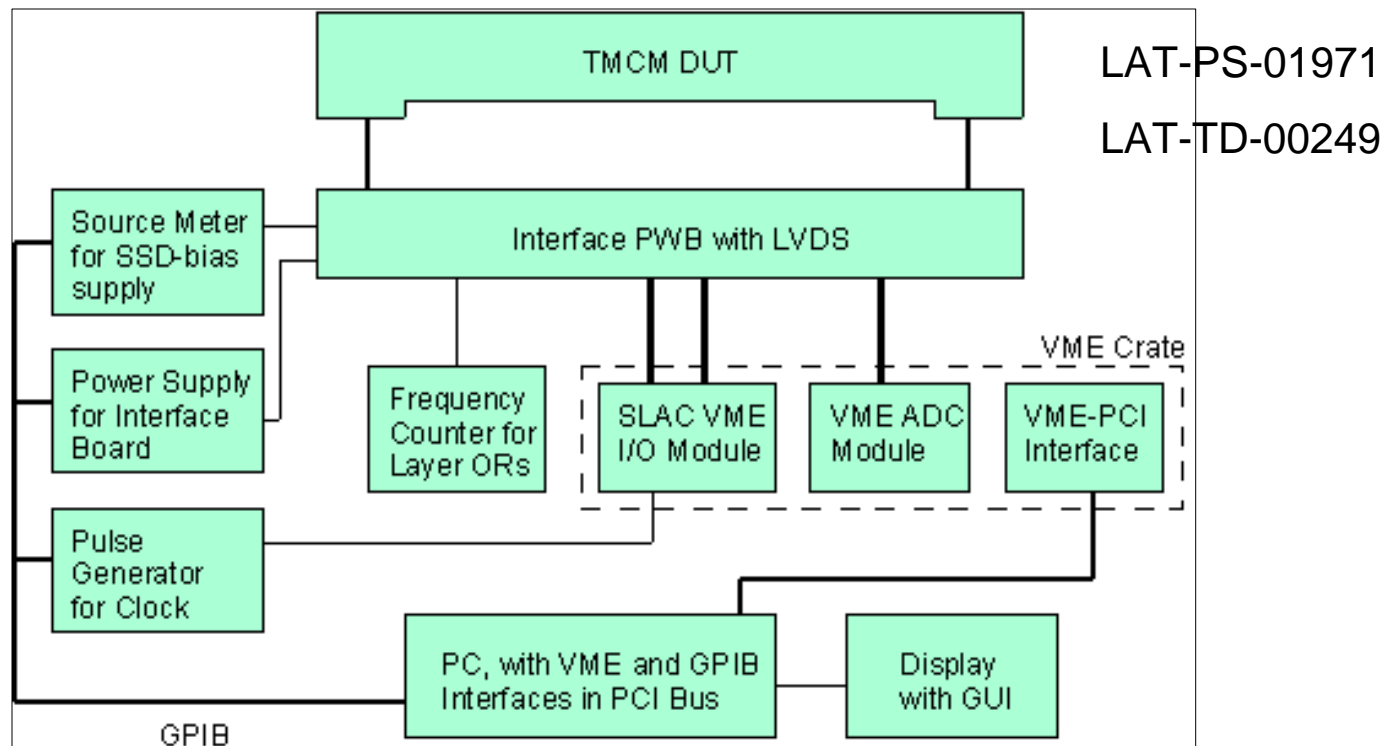 TMCM DUT
LAT-PS-01971
LAT-TD-00249
Source Meter
for SSD-bias
supply
Interface PWB with LVDS
VME Crate
Power Supply
for Interface
Board
Frequency
Counter for
Layer ORs
SLAC VME
I/O Module
VME ADC
Module
VME-PCI
Interface
Pulse
Generator
for Clock
PC, with VME and GPIB
Interfaces in PCI Bus
Display
with GUI
GPIB